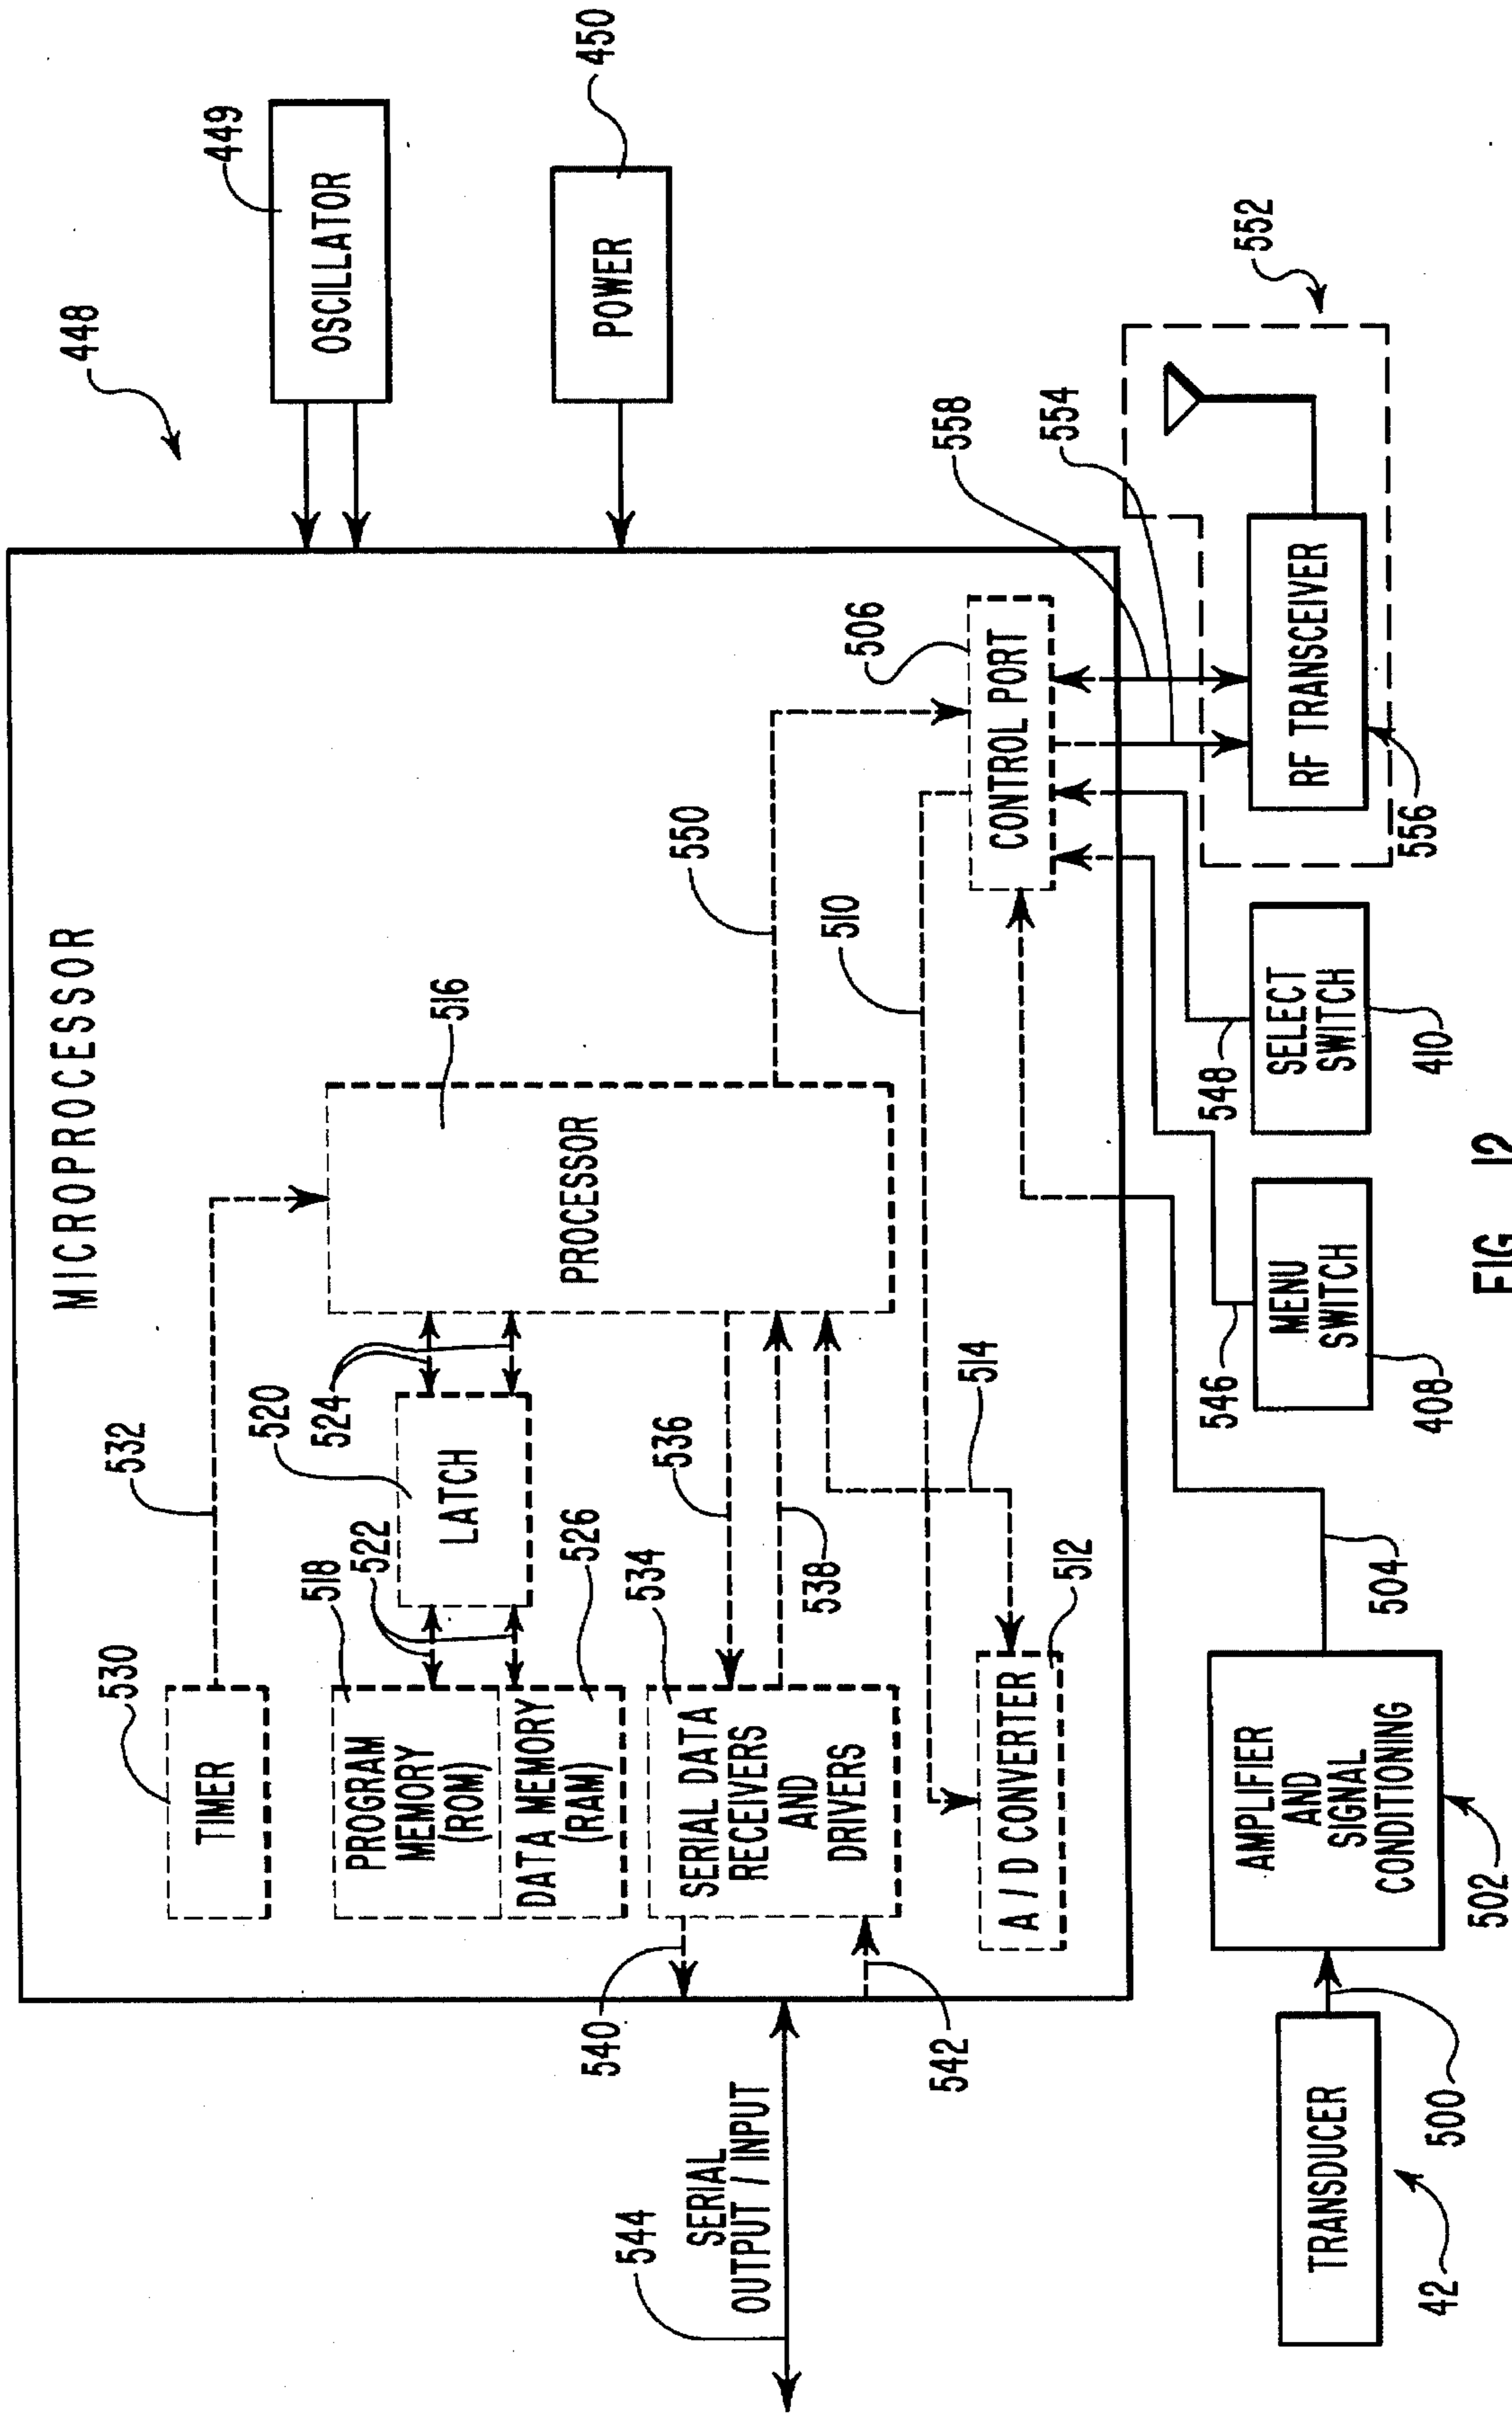 MICROPROCESSOR
448
449
OSCILLATOR
450
POWER
530
TIMER
532
518
PROGRAM
MEMORY
(ROM)
522
520
LATCH
524
516
PROCESSOR
DATA MEMORY
(RAM)
526
534
SERIAL DATA
RECEIVERS
AND
DRIVERS
536
538
540
542
544
SERIAL
OUTPUT / INPUT
A / D CONVERTER
512
514
510
550
506
CONTROL PORT
558
554
552
RF TRANSCEIVER
556
548
SELECT
SWITCH
410
546
MENU
SWITCH
408
504
AMPLIFIER
AND
SIGNAL
CONDITIONING
502
500
TRANSDUCER
42
FIG. 12